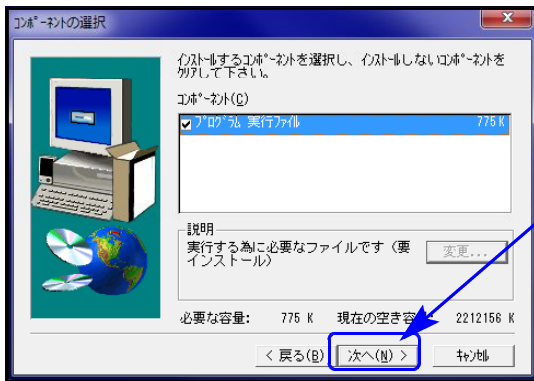 ｺﾝﾎﾟｰﾈﾝﾄの選択
ｲﾝｽﾄｰﾙするｺﾝﾎﾟｰﾈﾝﾄを選択し、ｲﾝｽﾄｰﾙしないｺﾝﾎﾟｰﾈﾝﾄを
ｸﾘｱして下さい。
ｺﾝﾎﾟｰﾈﾝﾄ(C)
ﾌﾟﾛｸﾞﾗﾑ 実行ﾌｧｲﾙ 775 K
説明
実行する為に必要なファイルです（要
インストール）
変更...
必要な容量: 775 K
現在の空き容 2212156 K
< 戻る(B)
次へ(N) >
ｷｬﾝｾﾙ